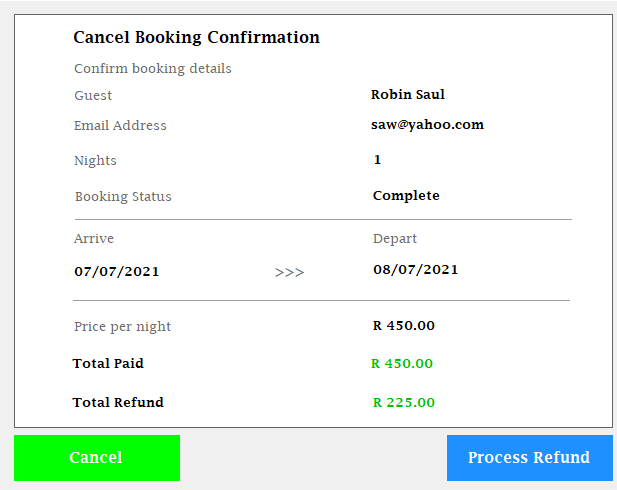 Cancel Booking Confirmation
Confirm booking details
Guest Robin Saul
Email Address saw@yahoo.com
Nights 1
Booking Status Complete
Arrive Depart
07/07/2021 >>> 08/07/2021
Price per night R 450.00
Total Paid R 450.00
Total Refund R 225.00
Cancel Process Refund